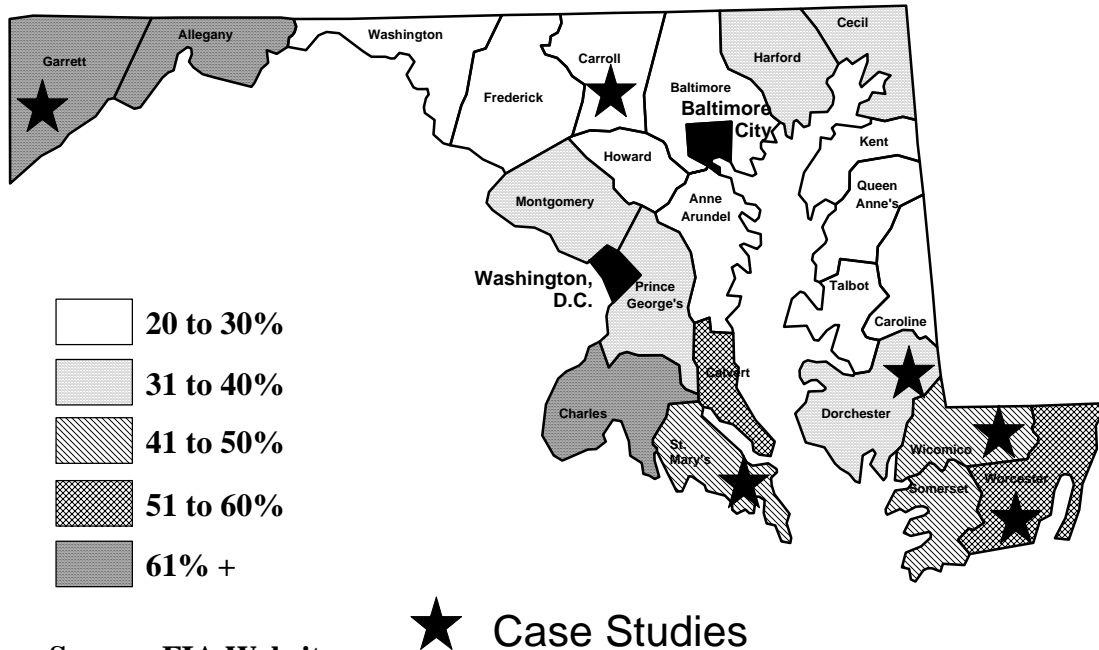 Garrett
Allegany
Washington
Frederick
Carroll
Baltimore
Baltimore
City
Harford
Cecil
Kent
Queen
Anne's
Howard
Montgomery
Anne
Arundel
Washington,
D.C.
Prince
George's
Talbot
Caroline
Calvert
Charles
St.
Mary's
Dorchester
Wicomico
Somerset
Worcester
20 to 30%
31 to 40%
41 to 50%
51 to 60%
61% +
Case Studies